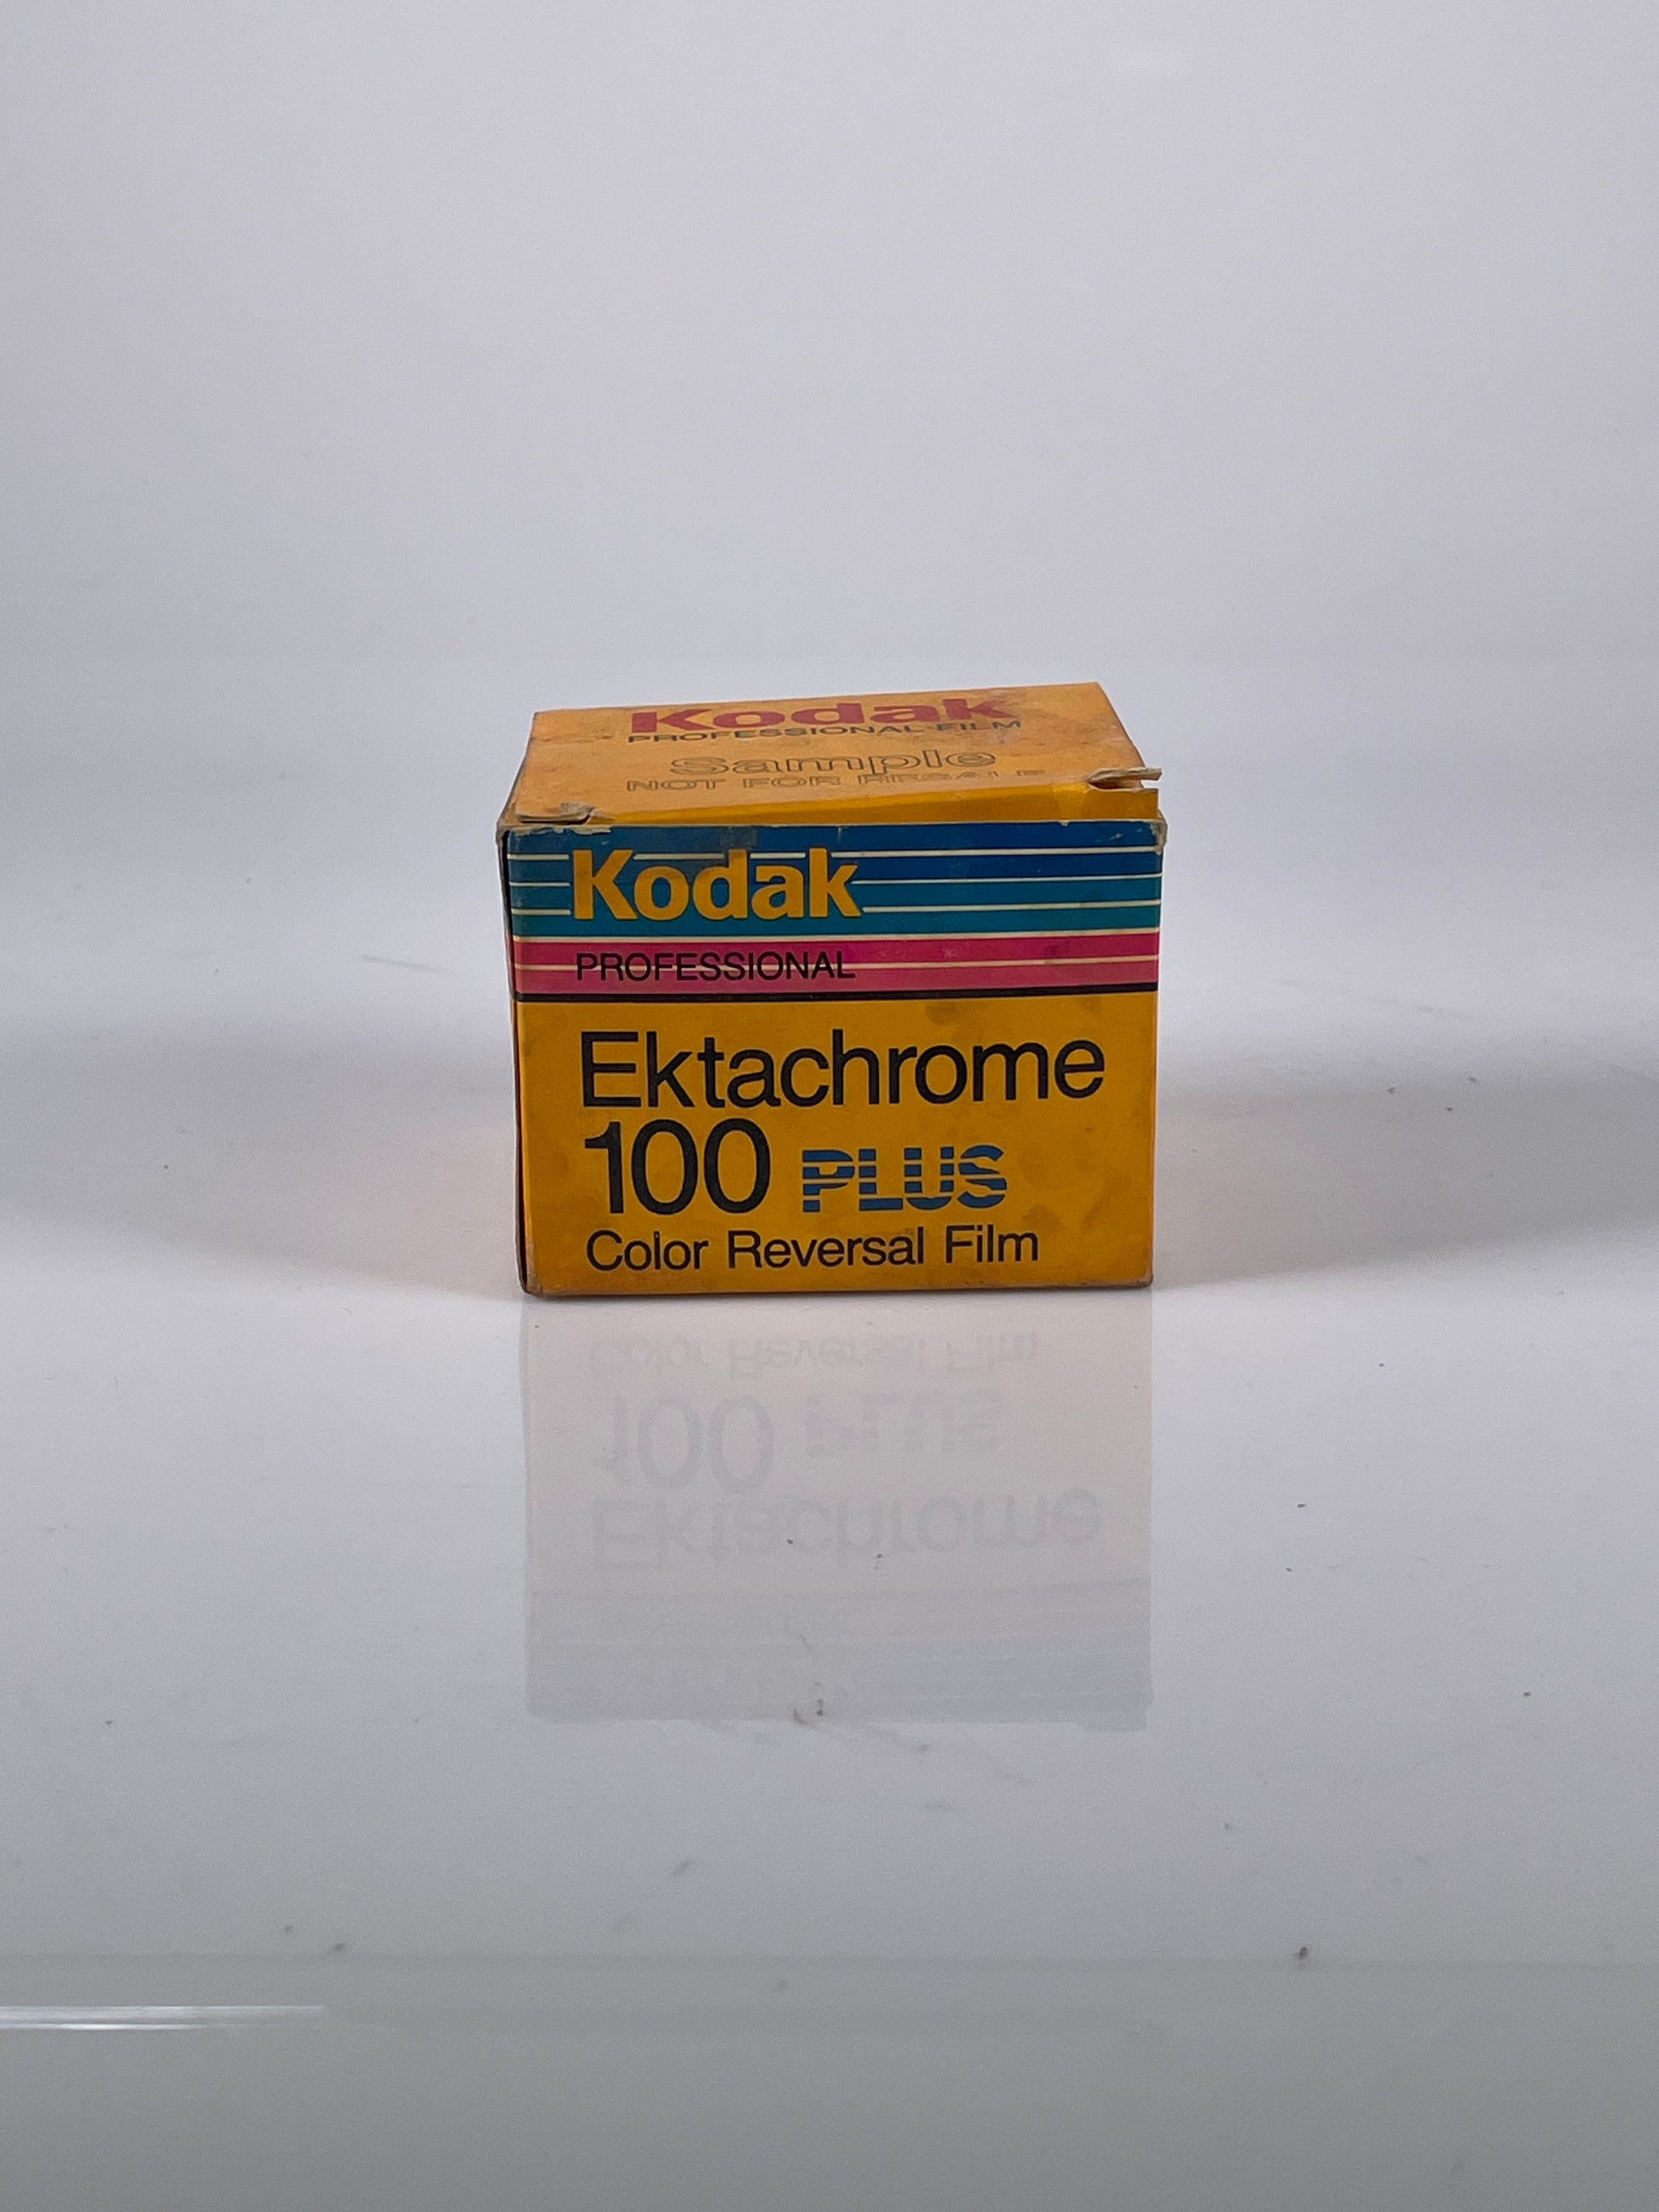 Kodak
PROFESSIONAL FILM
Sample
NOT FOR RESALE
Kodak
PROFESSIONAL
Ektachrome
100 PLUS
Color Reversal Film